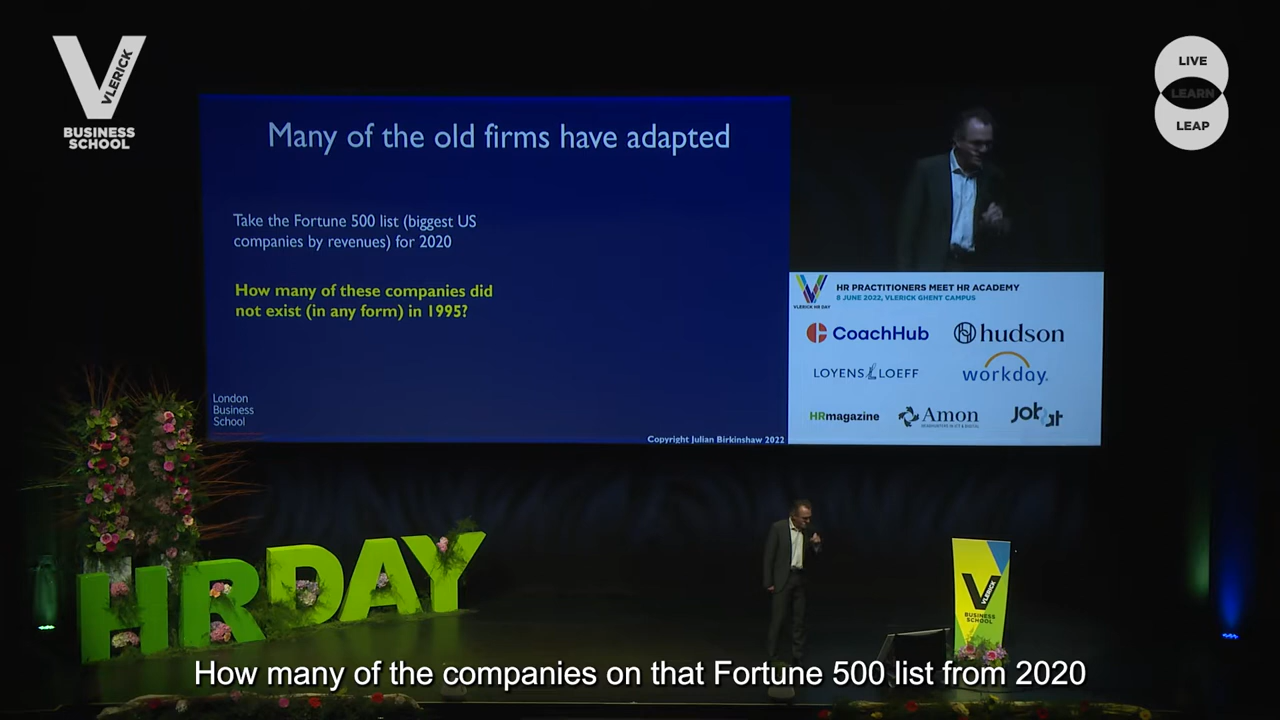 VLERICK
BUSINESS
SCHOOL
LIVE
LEARN
LEAP
Many of the old firms have adapted
Take the Fortune 500 list (biggest US
companies by revenues) for 2020
How many of these companies did
not exist (in any form) in 1995?
London
Business
School
Copyright Julian Birkinshaw 2022
VLERICK HR DAY
HR PRACTITIONERS MEET HR ACADEMY
8 JUNE 2022, VLERICK GHENT CAMPUS
CoachHub
hudson
LOYENS LOEFF
workday.
HRmagazine
Amon
Jobat
HRDAY
VLERICK
BUSINESS
SCHOOL
How many of the companies on that Fortune 500 list from 2020